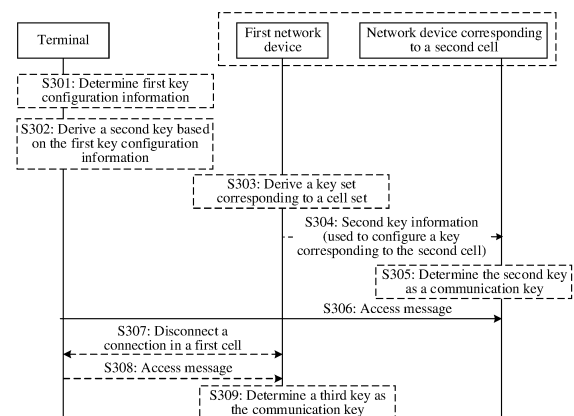 Terminal
First network
device
Network device corresponding
to a second cell
S301: Determine first key
configuration information
S302: Derive a second key based
on the first key configuration
information
S303: Derive a key set
corresponding to a cell set
S304: Second key information
(used to configure a key
corresponding to the second cell)
S305: Determine the second key
as a communication key
S306: Access message
S307: Disconnect a
connection in a first cell
S308: Access message
S309: Determine a third key as
the communication key